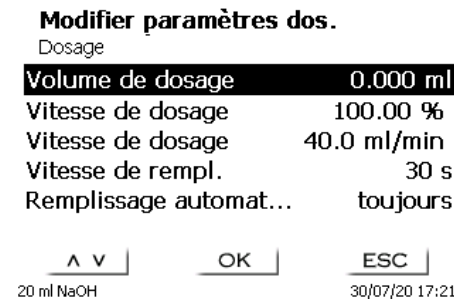 Modifier paramètres dos.
Dosage
Volume de dosage 0.000 ml
Vitesse de dosage 100.00 %
Vitesse de dosage 40.0 ml/min
Vitesse de rempl. 30 s
Remplissage automat... toujours
∧ ∨ OK ESC
20 ml NaOH 30/07/20 17:21